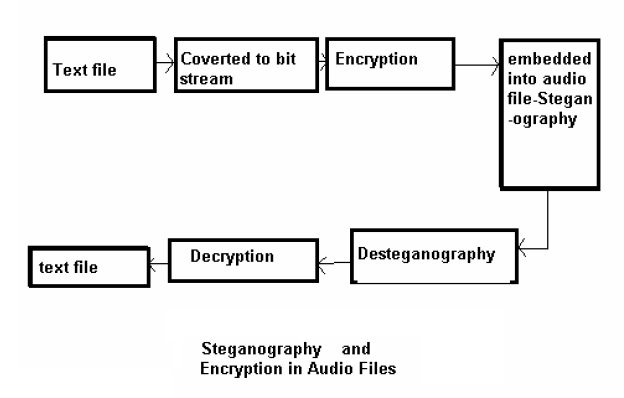 Text file
Coverted to bit
stream
Encryption
embedded
into audio
file-Stegan
-ography
text file
Decryption
Desteganography
Steganography and
Encryption in Audio Files